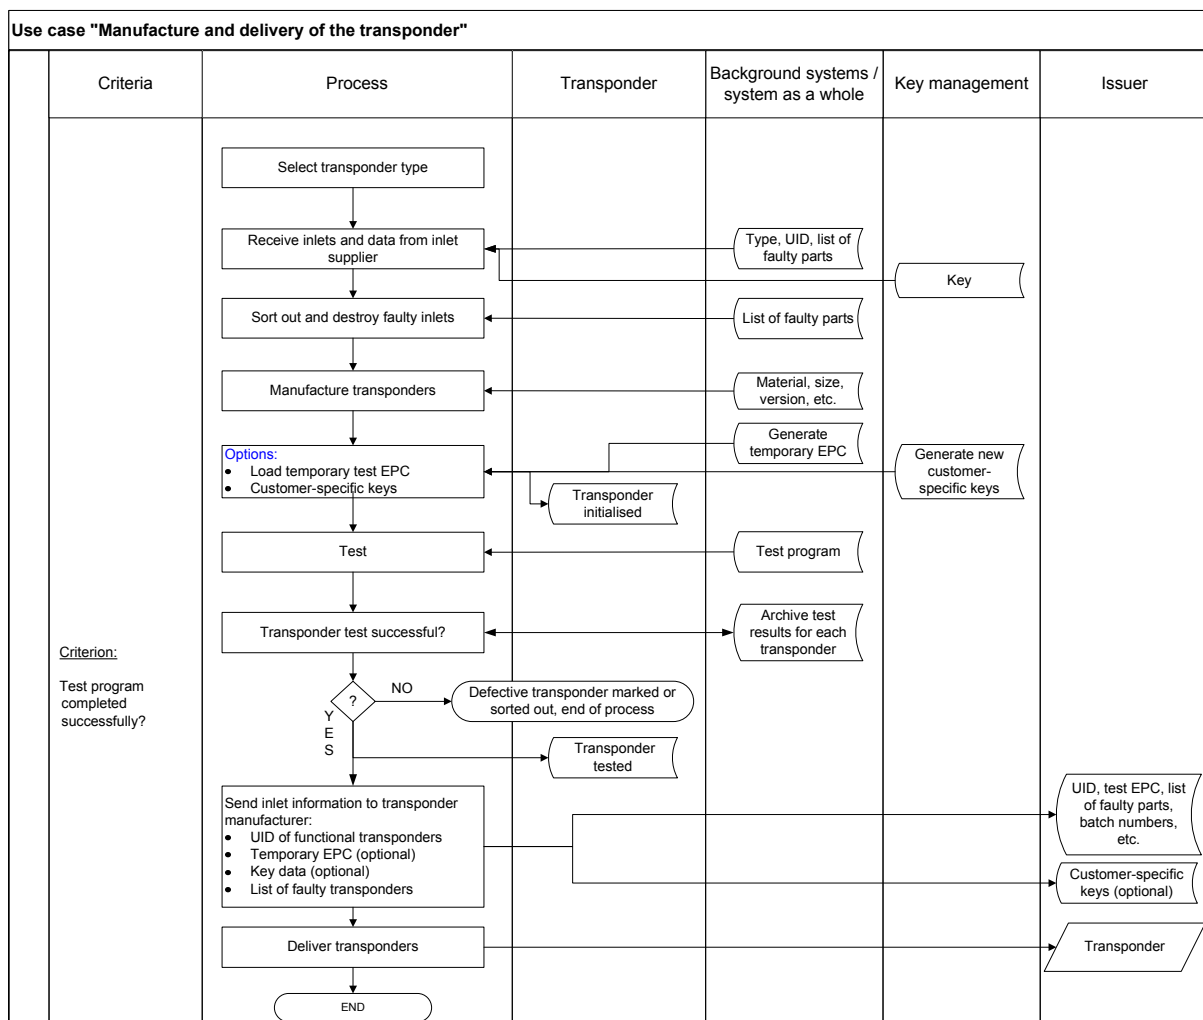 Use case "Manufacture and delivery of the transponder"
Criteria
Process
Transponder
Background systems /
system as a whole
Key management
Issuer
Select transponder type
Receive inlets and data from inlet
supplier
Type, UID, list of
faulty parts
Key
Sort out and destroy faulty inlets
List of faulty parts
Manufacture transponders
Material, size,
version, etc.
Options:
• Load temporary test EPC
• Customer-specific keys
Generate
temporary EPC
Generate new
customer-
specific keys
Transponder
initialised
Test
Test program
Transponder test successful?
Archive test
results for each
transponder
Criterion:
Test program
completed
successfully?
?
NO
Defective transponder marked or
sorted out, end of process
Y
E
S
Transponder
tested
Send inlet information to transponder
manufacturer:
• UID of functional transponders
• Temporary EPC (optional)
• Key data (optional)
• List of faulty transponders
UID, test EPC, list
of faulty parts,
batch numbers,
etc.
Customer-specific
keys (optional)
Deliver transponders
Transponder
END